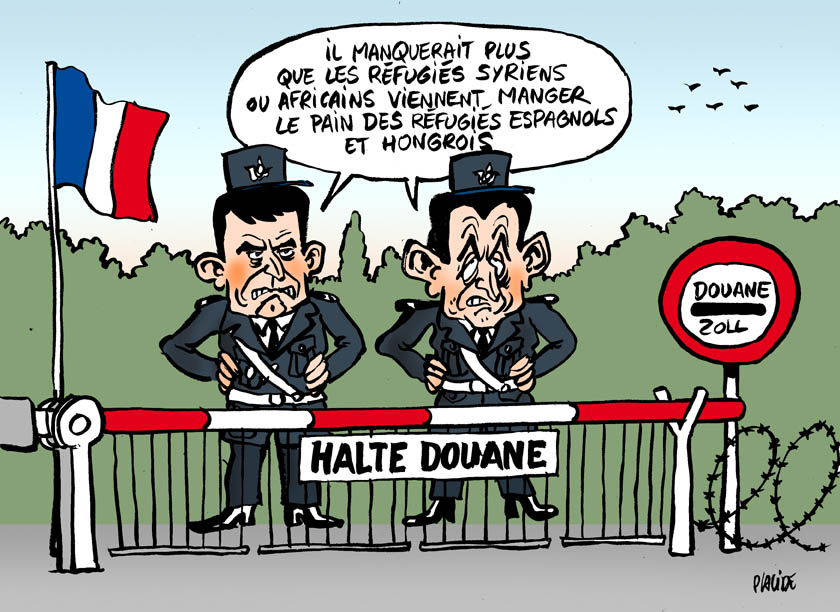 iL MANQUERAIT PLUS
QUE LES RÉFUGIÉS SYRIENS
OU AFRICAINS VIENNENT MANGER
LE PAIN DES RÉFUGIÉS ESPAGNOLS
ET HONGROIS
DOUANE
ZOLL
HALTE DOUANE
PLACiDE